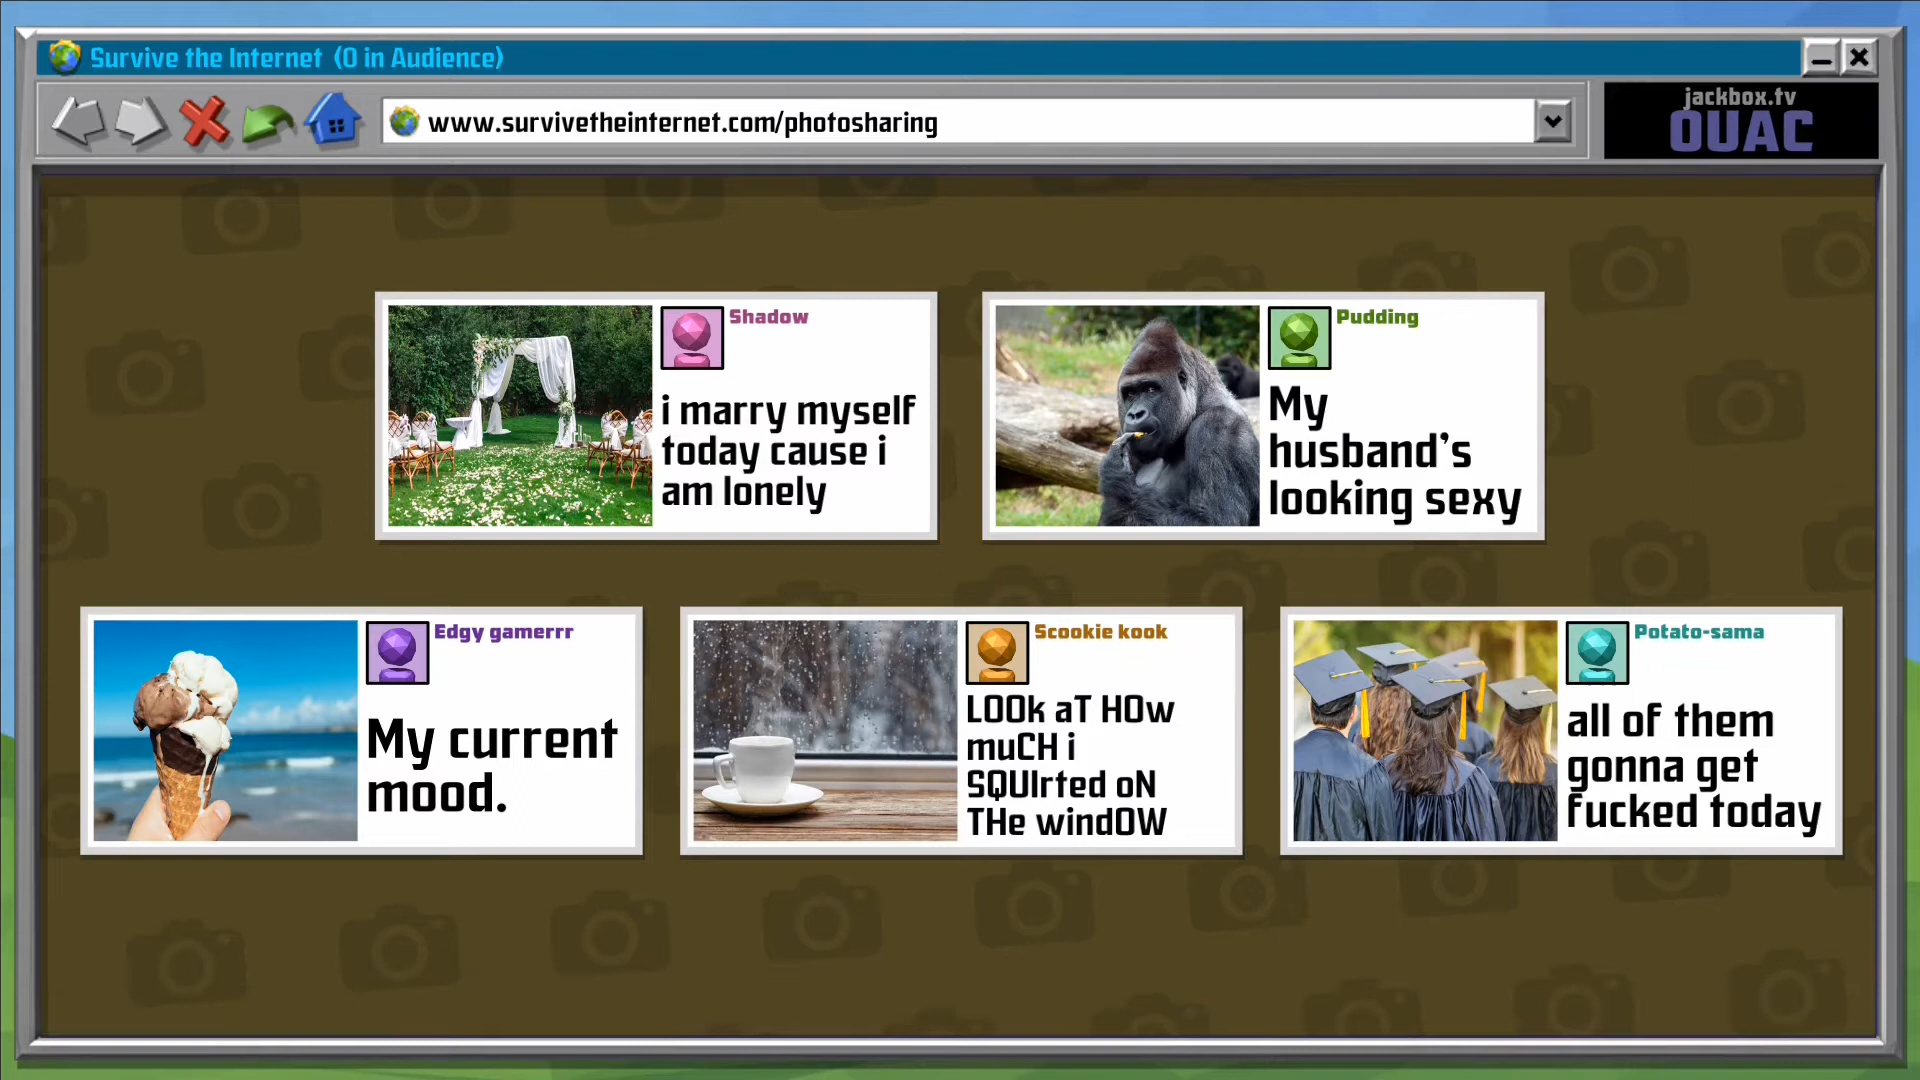 Survive the Internet (0 in Audience)
www.survivetheinternet.com/photosharing
jackbox.tv
OUAC
Shadow
i marry myself
today cause i
am lonely
Pudding
My
husband's
looking sexy
Edgy gamerrr
My current
mood.
Scookie kook
LOOk aT HOw
muCH i
SQUIrted oN
THe windOW
Potato-sama
all of them
gonna get
fucked today